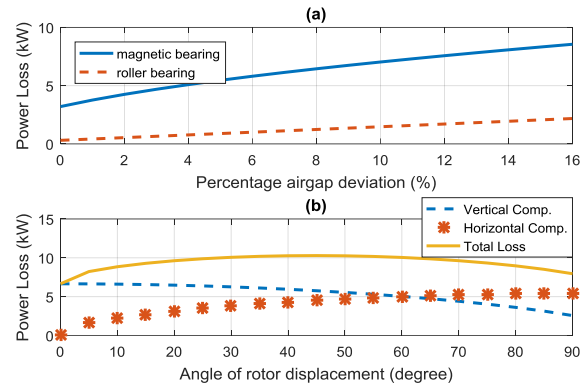 (a)
Power Loss (kW)
10
5
0
magnetic bearing
roller bearing
0 2 4 6 8 10 12 14 16
Percentage airgap deviation (%)
(b)
Power Loss (kW)
15
10
5
0
Vertical Comp.
Horizontal Comp.
Total Loss
0 10 20 30 40 50 60 70 80 90
Angle of rotor displacement (degree)